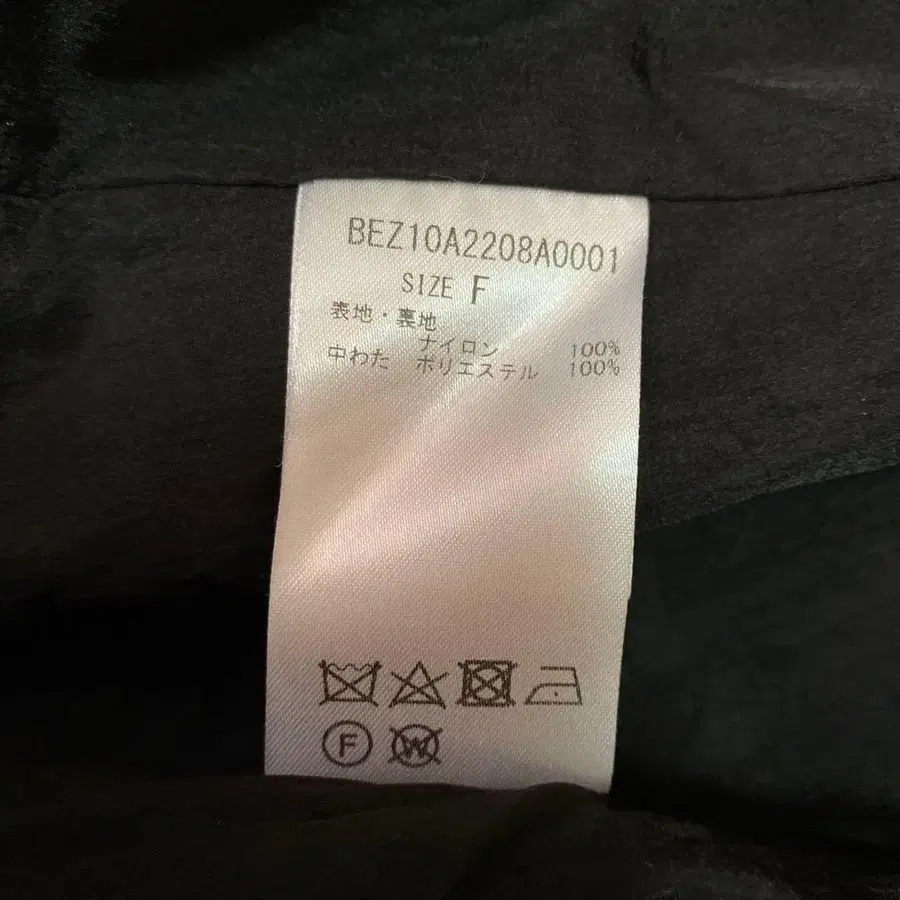 BEZ10A2208A0001
SIZE F
表地・裏地
ナイロン 100%
中わた ポリエステル 100%
F
W